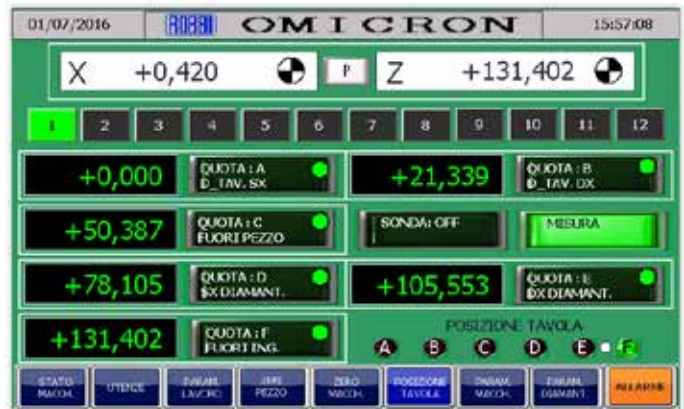 01/07/2016 ROBBI OMICRON 15:57:08
X +0,420 P Z +131,402
1 2 3 4 5 6 7 8 9 10 11 12
+0,000 QUOTA : A +21,339 QUOTA : B
D_TAV. SX D_TAV. DX
+50,387 QUOTA : C SONDA: OFF MISURA
FUORI PEZZO
+78,105 QUOTA : D +105,553 QUOTA : E
SX DIAMANT. DX DIAMANT.
+131,402 QUOTA : F POSIZIONE TAVOLA
FUORI ING. A B C D E F
STATO UTENZE PARAM. ZERO POSIZIONE PARAM. PARAM. ALLARME
MACCH. LAVORO PEZZO MACCH. TAVOLA MACCH. DIAMANT.